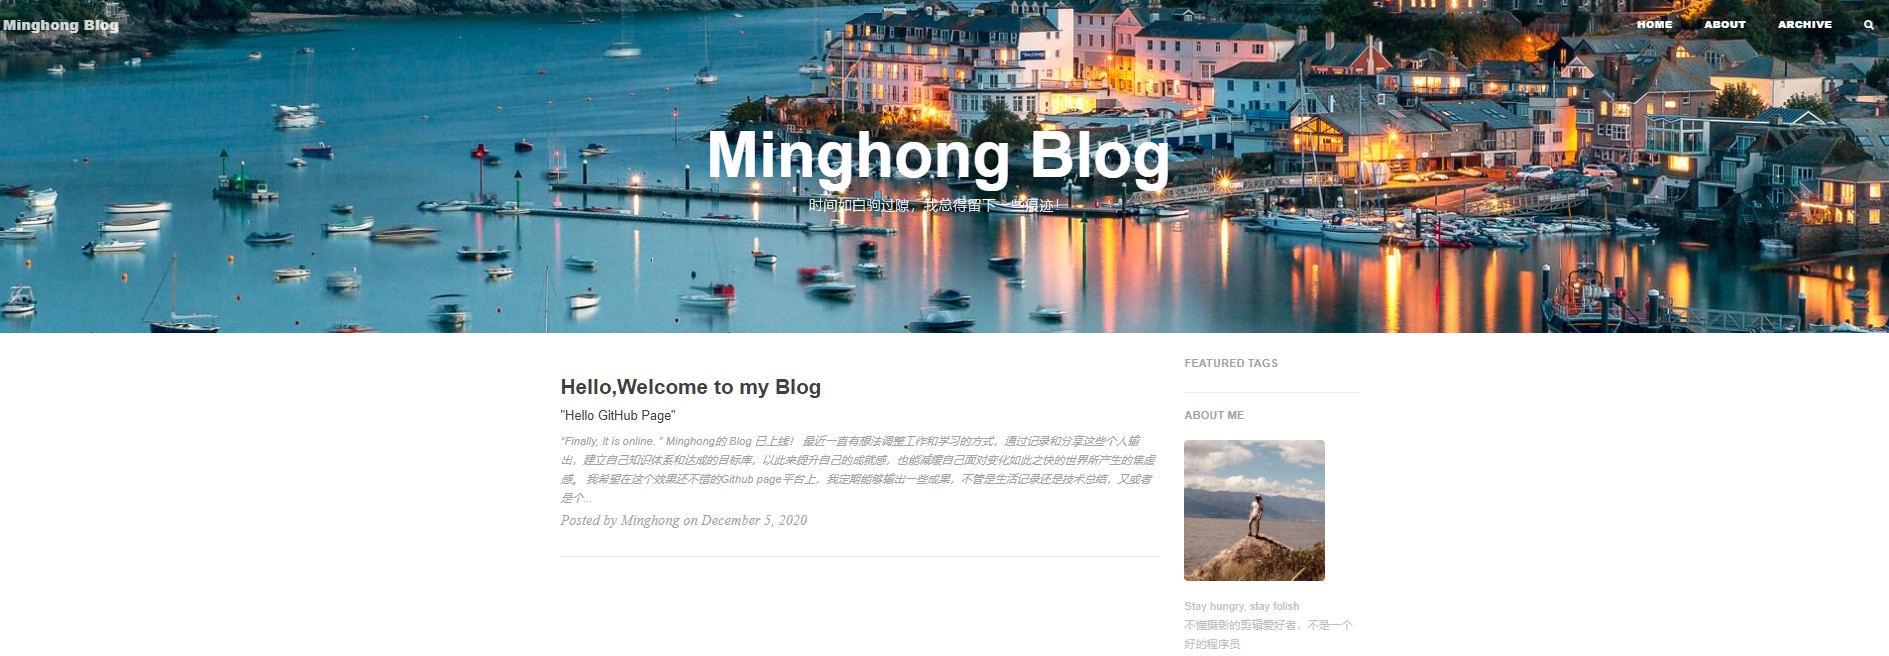 Minghong Blog
HOME ABOUT ARCHIVE
Minghong Blog
时间如白驹过隙，我总得留下一些痕迹！
Hello,Welcome to my Blog
"Hello GitHub Page"
“Finally, It is online. ” Minghong的 Blog 已上线！ 最近一直有想法调整工作和学习的方式，通过记录和分享这些个人输
出，建立自己知识体系和达成的目标库，以此来提升自己的成就感，也能减缓自己面对变化如此之快的世界所产生的焦虑
感。 我希望在这个效果还不错的Github page平台上，我定期能够输出一些成果，不管是生活记录还是技术总结，又或者
是个...
Posted by Minghong on December 5, 2020
FEATURED TAGS
ABOUT ME
Stay hungry, stay folish
不懂摄影的剪辑爱好者，不是一个
好的程序员